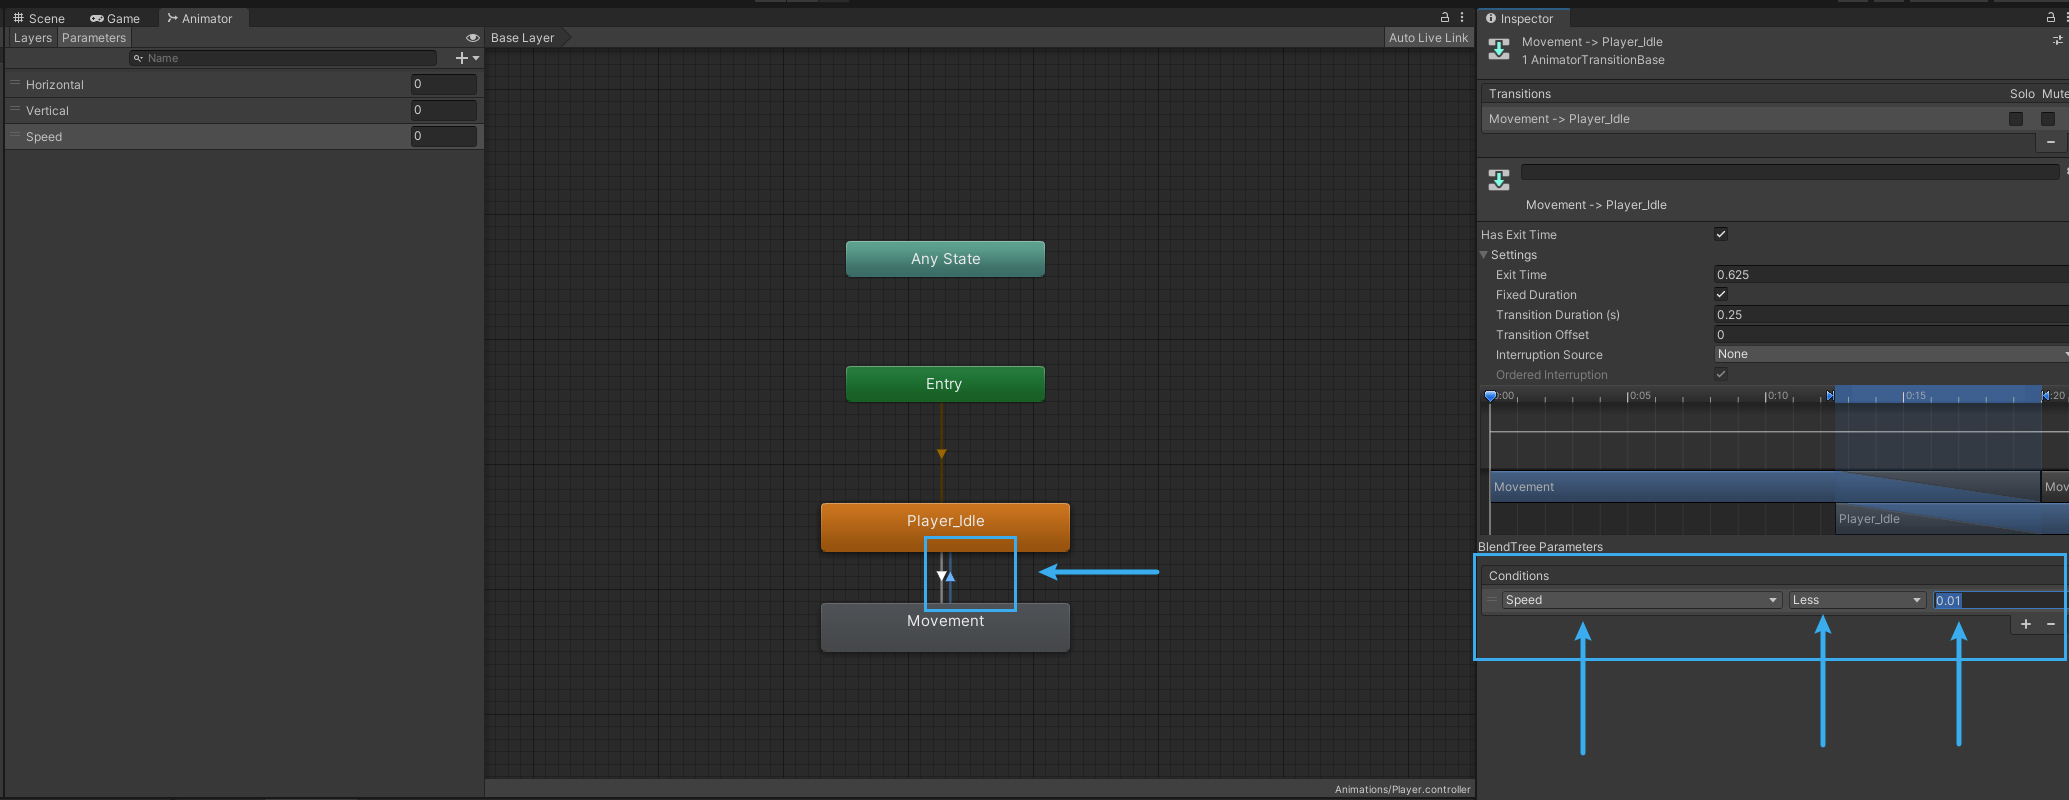 Scene Game Animator
Layers Parameters
Name
Horizontal 0
Vertical 0
Speed 0
Base Layer
Auto Live Link
Any State
Entry
Player_Idle
Movement
Animations/Player.controller
Inspector
Movement -> Player_Idle
1 AnimatorTransitionBase
Transitions Solo Mute
Movement -> Player_Idle
Movement -> Player_Idle
Has Exit Time
Settings
Exit Time 0.625
Fixed Duration
Transition Duration (s) 0.25
Transition Offset 0
Interruption Source None
Ordered Interruption
:00 0:05 0:10 0:15 :20
Movement Mov
Player_Idle
BlendTree Parameters
Conditions
Speed Less 0.01